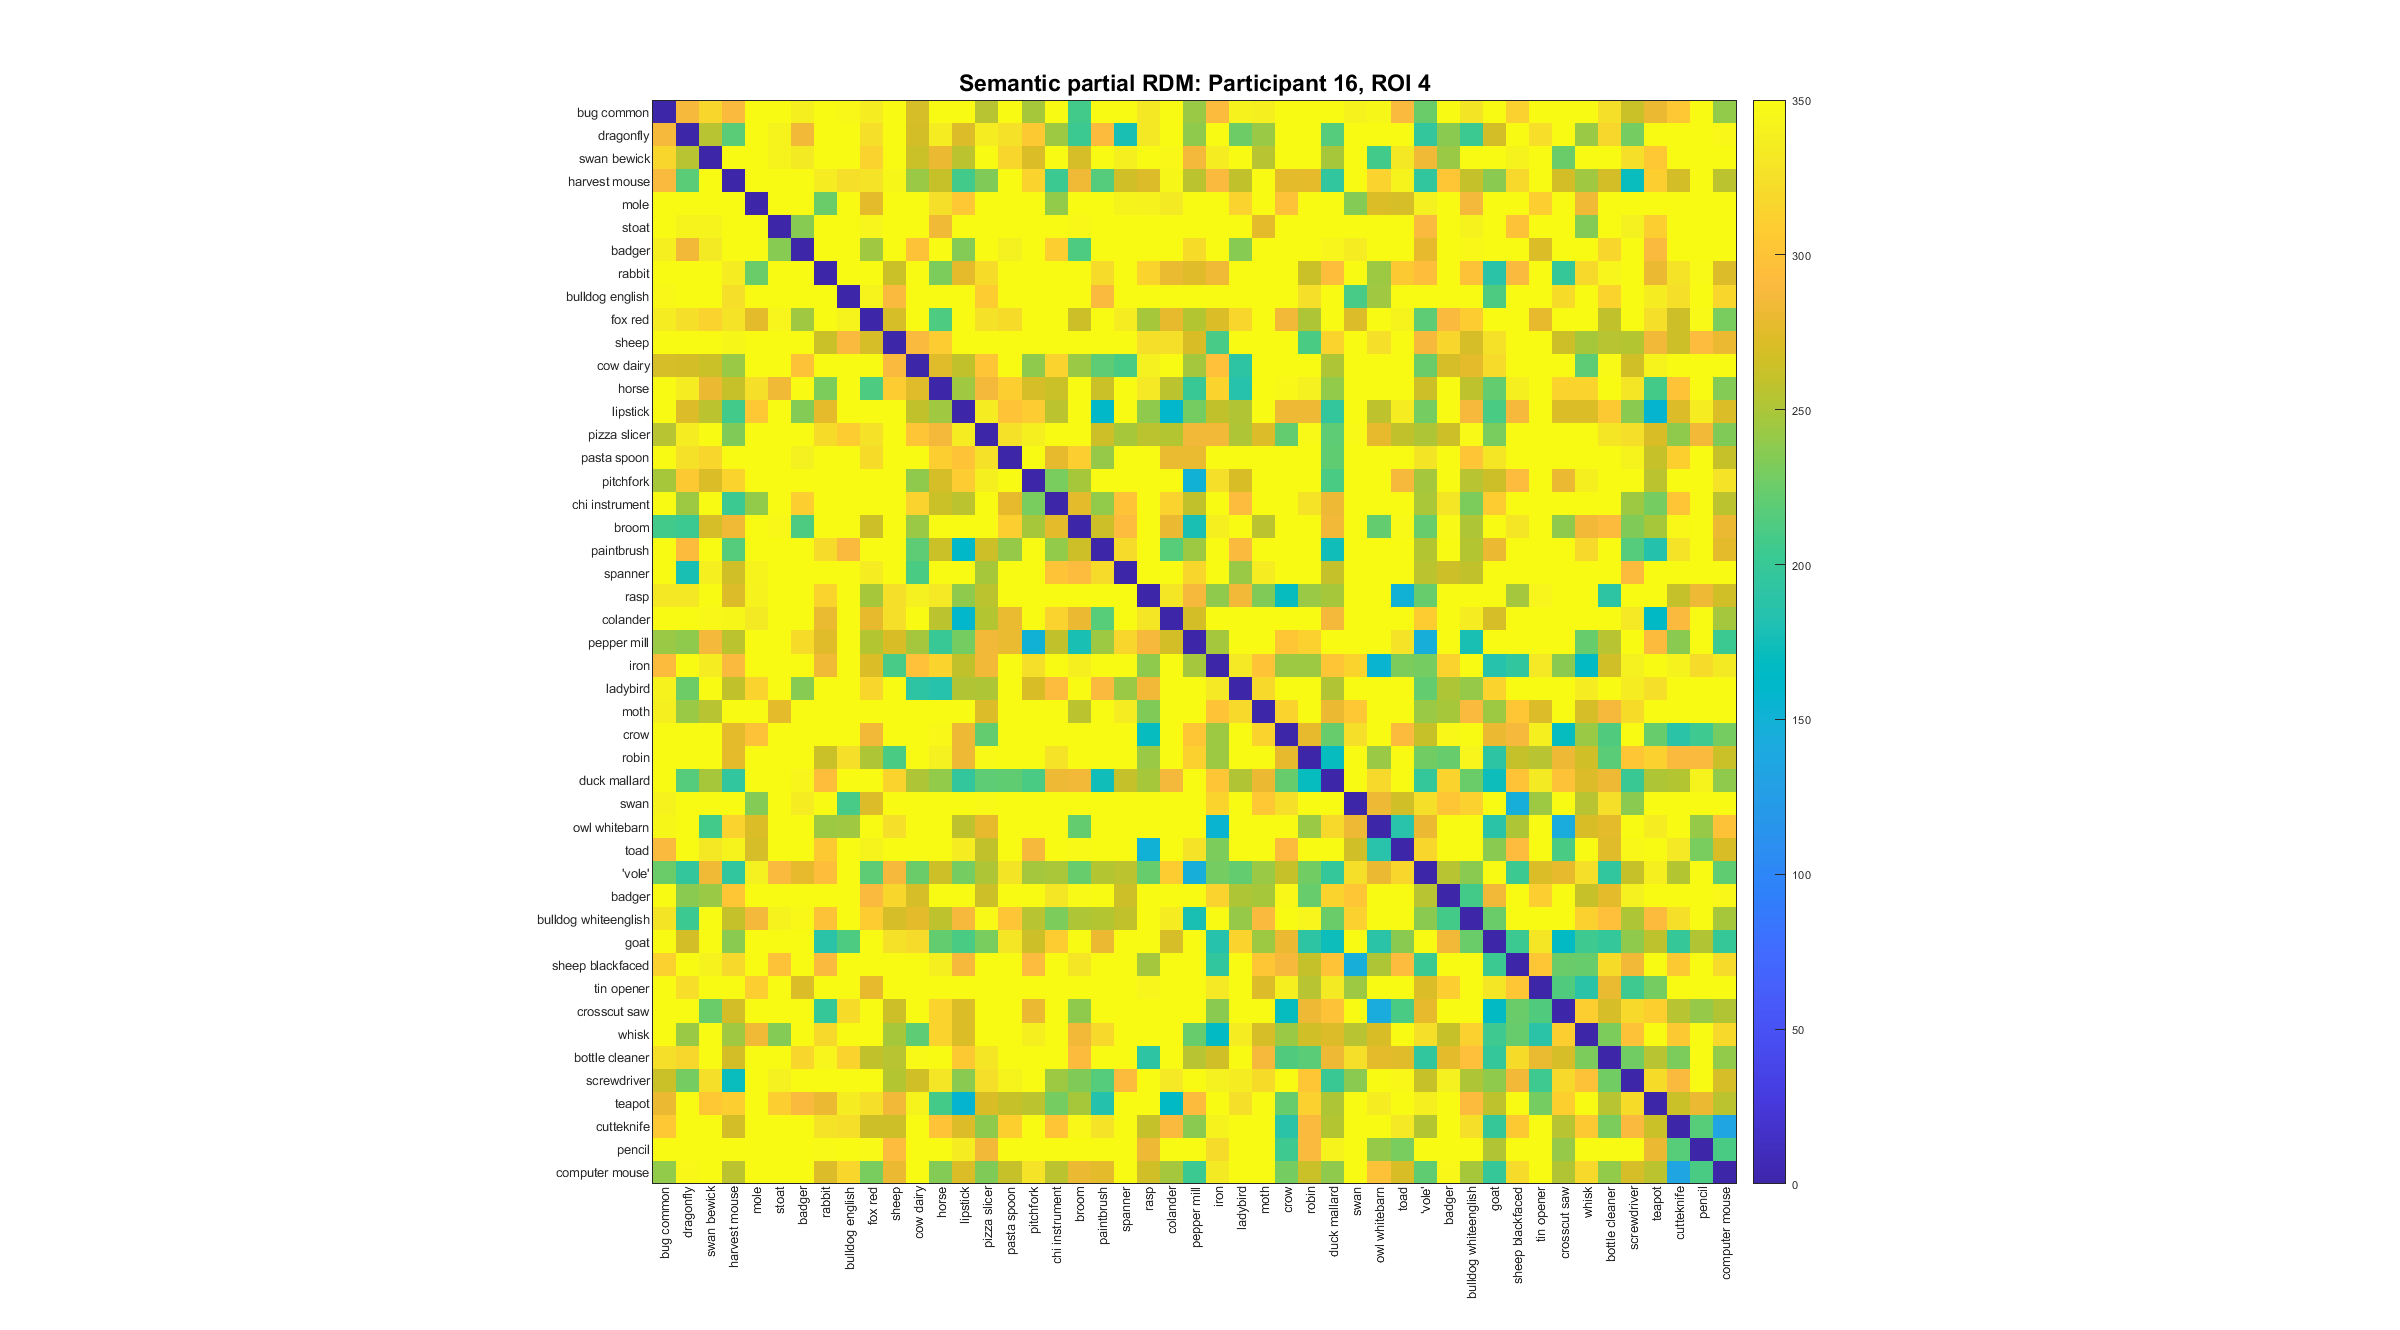 Semantic partial RDM: Participant 16, ROI 4
bug common
dragonfly
swan bewick
harvest mouse
mole
stoat
badger
rabbit
bulldog english
fox red
sheep
cow dairy
horse
lipstick
pizza slicer
pasta spoon
pitchfork
chi instrument
broom
paintbrush
spanner
rasp
colander
pepper mill
iron
ladybird
moth
crow
robin
duck mallard
swan
owl whitebarn
toad
'vole'
badger
bulldog whiteenglish
goat
sheep blackfaced
tin opener
crosscut saw
whisk
bottle cleaner
screwdriver
teapot
cutteknife
pencil
computer mouse
bug common
dragonfly
swan bewick
harvest mouse
mole
stoat
badger
rabbit
bulldog english
fox red
sheep
cow dairy
horse
lipstick
pizza slicer
pasta spoon
pitchfork
chi instrument
broom
paintbrush
spanner
rasp
colander
pepper mill
iron
ladybird
moth
crow
robin
duck mallard
swan
owl whitebarn
toad
'vole'
badger
bulldog whiteenglish
goat
sheep blackfaced
tin opener
crosscut saw
whisk
bottle cleaner
screwdriver
teapot
cutteknife
pencil
computer mouse
350
300
250
200
150
100
50
0